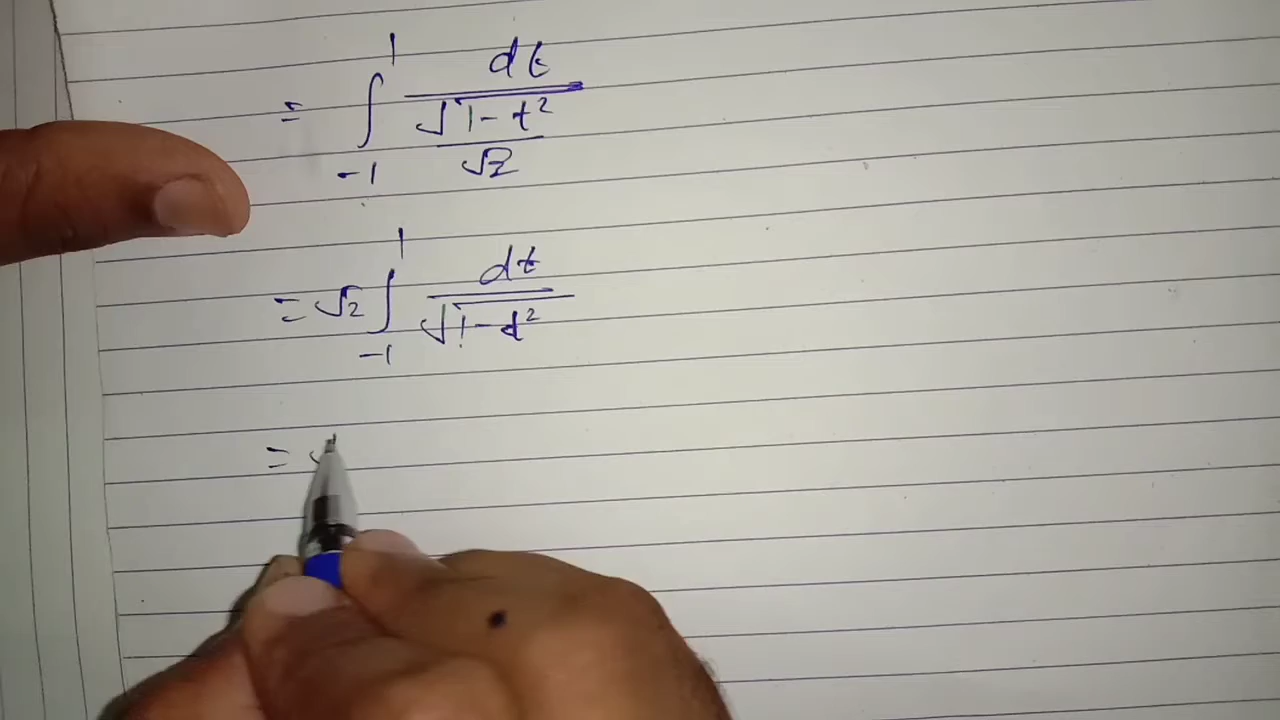 = ∫_{-1}^{1} dt / (√(1-t²) / √2)
= √2 ∫_{-1}^{1} dt / √(1-t²)
=